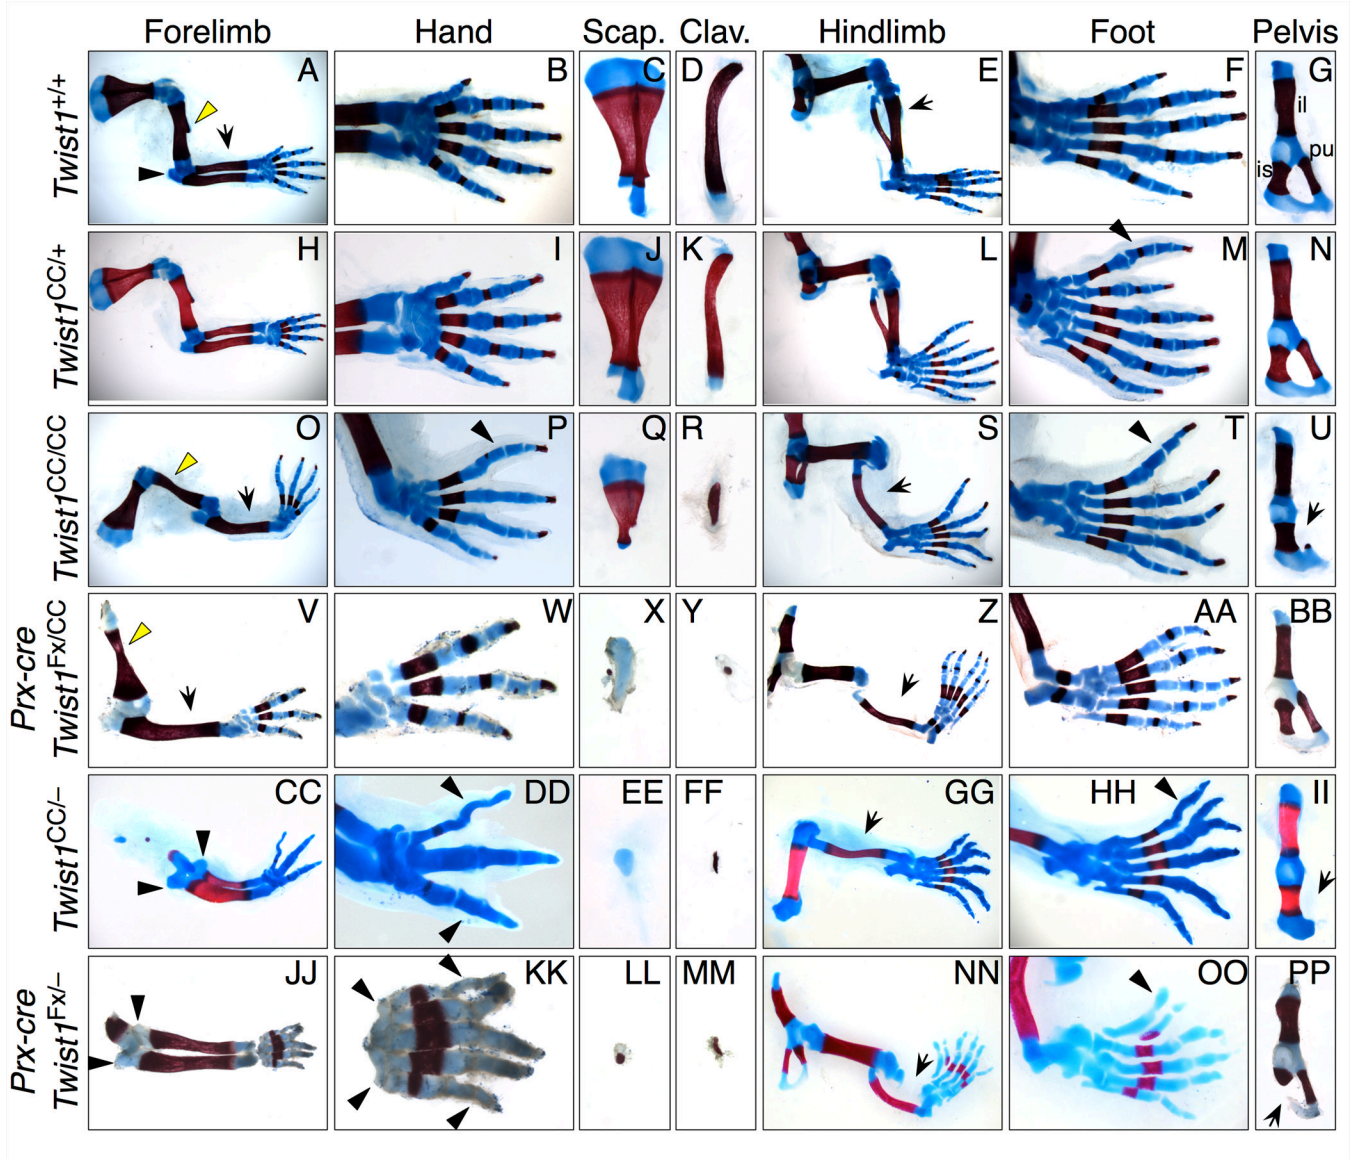 Forelimb Hand Scap. Clav. Hindlimb Foot Pelvis
Twist1+/+
A B C D E F G
il
pu
is
Twist1CC/+
H I J K L M N
Twist1CC/CC
O P Q R S T U
Prx-cre
Twist1Fx/CC
V W X Y Z AA BB
Twist1CC/–
CC DD EE FF GG HH II
Prx-cre
Twist1Fx/–
JJ KK LL MM NN OO PP